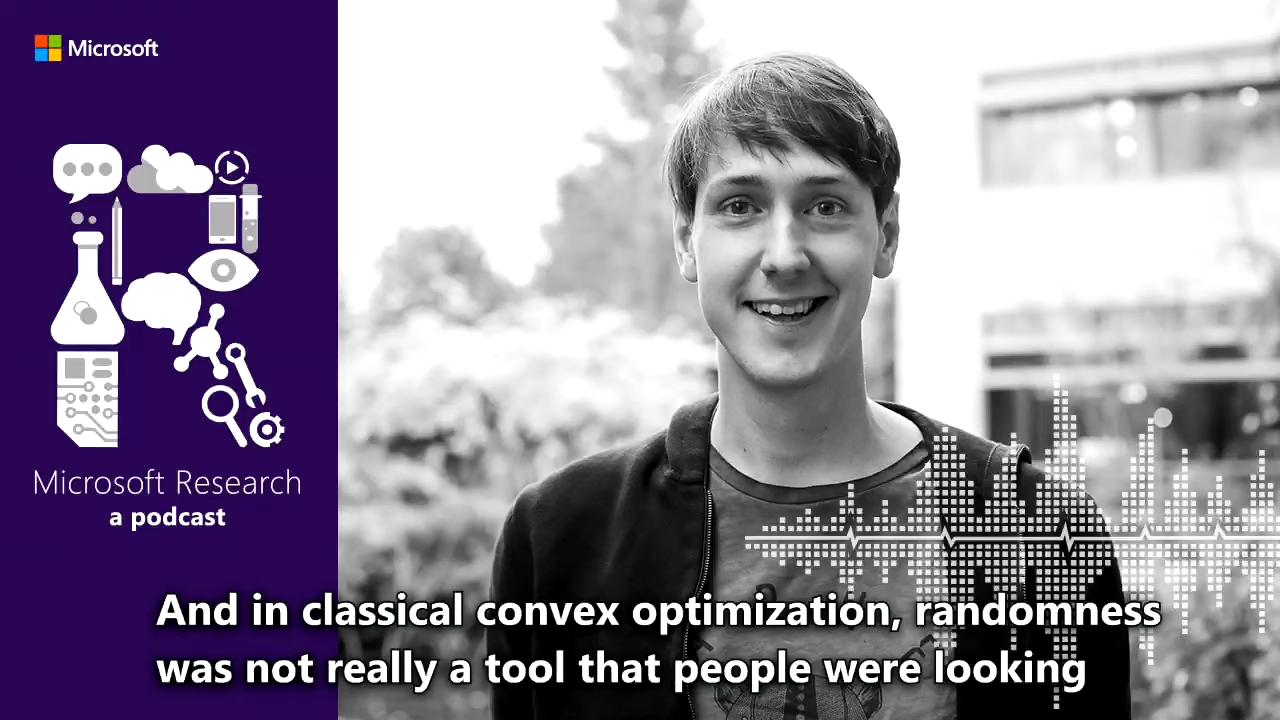 Microsoft
Microsoft Research
a podcast
And in classical convex optimization, randomness
was not really a tool that people were looking